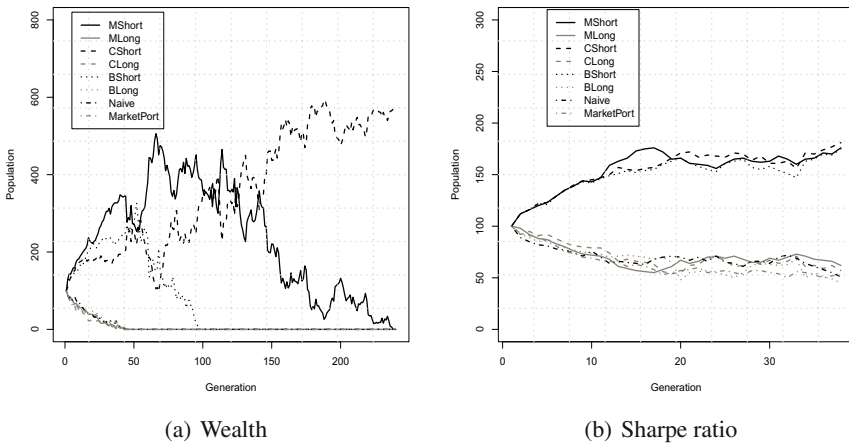 MShort
MLong
CShort
CLong
BShort
BLong
Naive
MarketPort
Population
0
200
400
600
800
0
50
100
150
200
Generation
(a) Wealth
MShort
MLong
CShort
CLong
BShort
BLong
Naive
MarketPort
Population
0
50
100
150
200
250
300
0
10
20
30
Generation
(b) Sharpe ratio